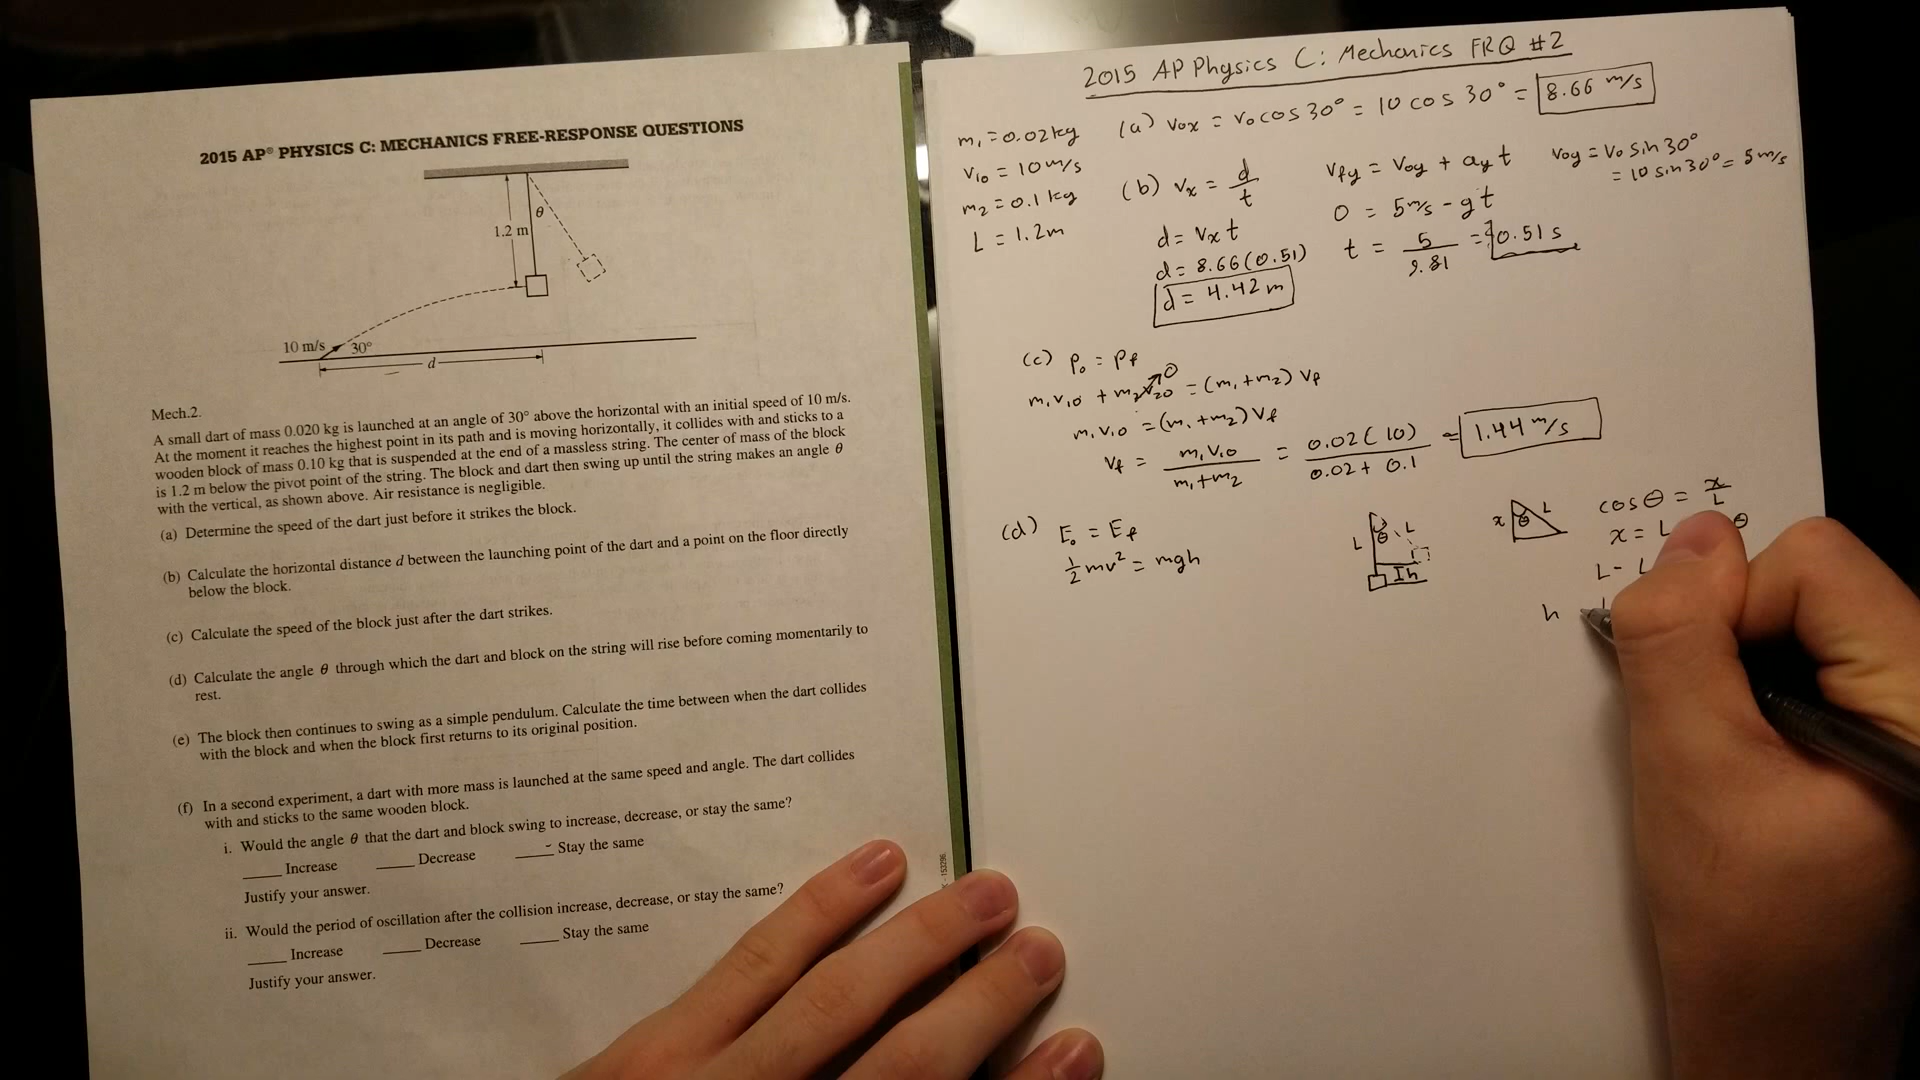 2015 AP® PHYSICS C: MECHANICS FREE-RESPONSE QUESTIONS
θ
1.2 m
10 m/s
30°
d
Mech.2.
A small dart of mass 0.020 kg is launched at an angle of 30° above the horizontal with an initial speed of 10 m/s.
At the moment it reaches the highest point in its path and is moving horizontally, it collides with and sticks to a
wooden block of mass 0.10 kg that is suspended at the end of a massless string. The center of mass of the block
is 1.2 m below the pivot point of the string. The block and dart then swing up until the string makes an angle θ
with the vertical, as shown above. Air resistance is negligible.
(a) Determine the speed of the dart just before it strikes the block.
(b) Calculate the horizontal distance d between the launching point of the dart and a point on the floor directly
below the block.
(c) Calculate the speed of the block just after the dart strikes.
(d) Calculate the angle θ through which the dart and block on the string will rise before coming momentarily to
rest.
(e) The block then continues to swing as a simple pendulum. Calculate the time between when the dart collides
with the block and when the block first returns to its original position.
(f) In a second experiment, a dart with more mass is launched at the same speed and angle. The dart collides
with and sticks to the same wooden block.
i. Would the angle θ that the dart and block swing to increase, decrease, or stay the same?
____ Increase ____ Decrease ____ Stay the same
Justify your answer.
ii. Would the period of oscillation after the collision increase, decrease, or stay the same?
____ Increase ____ Decrease ____ Stay the same
Justify your answer.
2015 AP Physics C: Mechanics FRQ #2
m₁ = 0.02 kg
v₁₀ = 10 m/s
m₂ = 0.1 kg
L = 1.2 m
(a) v₀ₓ = v₀ cos 30° = 10 cos 30° = 8.66 m/s
(b) vₓ = d/t
d = vₓ t
d = 8.66 (0.51)
d = 4.42 m
v_fy = v_oy + a_y t
0 = 5 m/s - g t
t = 5/9.81 = 0.51 s
v_oy = v₀ sin 30°
= 10 sin 30° = 5 m/s
(c) p₀ = p_f
m₁v₁₀ + m₂v₂₀ = (m₁ + m₂) v_f
0
m₁v₁₀ = (m₁ + m₂) v_f
v_f = m₁v₁₀/(m₁ + m₂) = 0.02 (10)/(0.02 + 0.1) = 1.44 m/s
(d) E₀ = E_f
½ mv² = mgh
L θ L
h
x θ L
cos θ = x/L
x = L θ
L - L
h